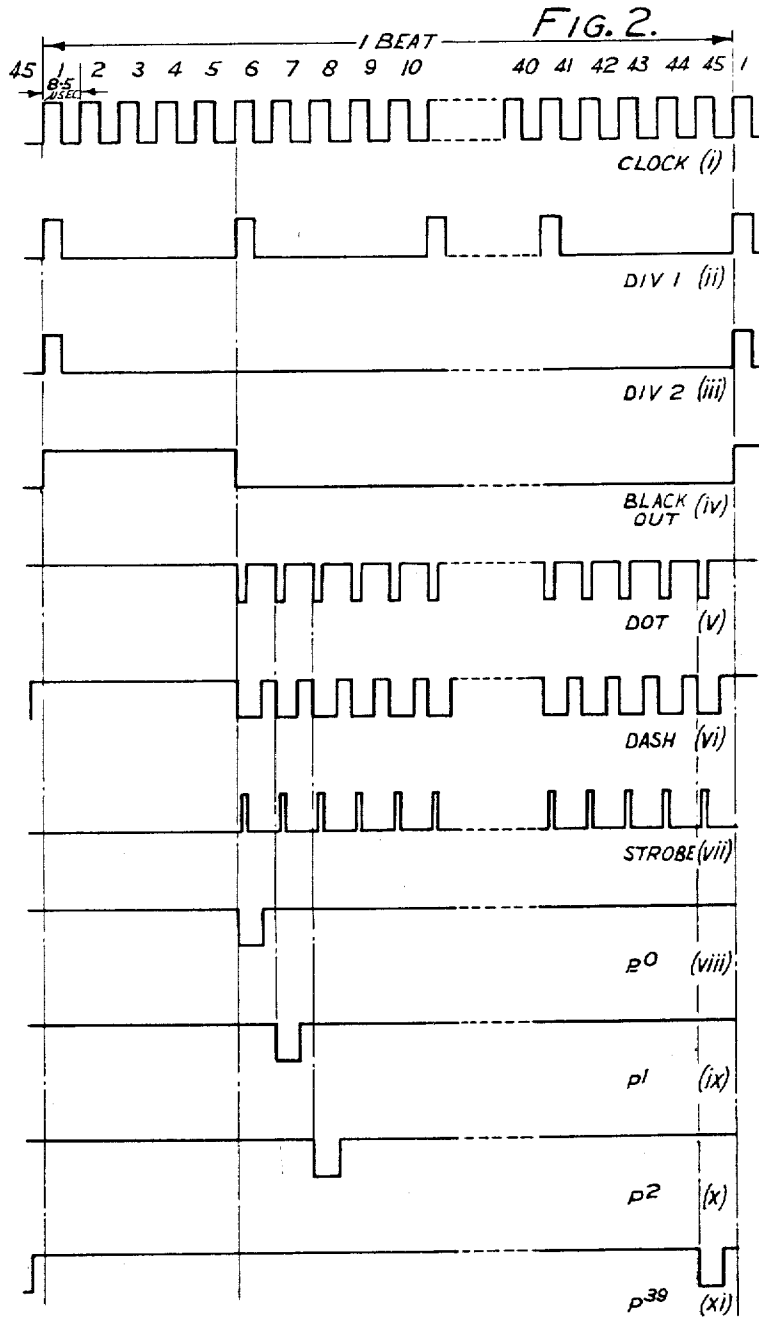 FIG. 2.
1 BEAT
45 1 2 3 4 5 6 7 8 9 10 40 41 42 43 44 45 1
8·5
μSEC
CLOCK (i)
DIV 1 (ii)
DIV 2 (iii)
BLACK OUT (iv)
DOT (v)
DASH (vi)
STROBE (vii)
P0 (viii)
P1 (ix)
P2 (x)
P39 (xi)